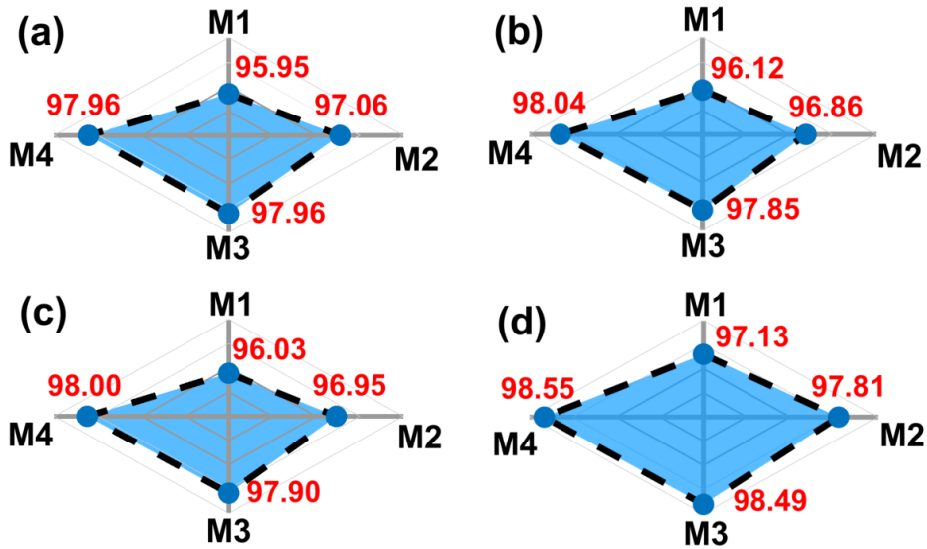 (a)
M1
95.95
97.96
97.06
M4
M2
97.96
M3
(b)
M1
96.12
98.04
96.86
M4
M2
97.85
M3
(c)
M1
96.03
98.00
96.95
M4
M2
97.90
M3
(d)
M1
97.13
98.55
97.81
M4
M2
98.49
M3